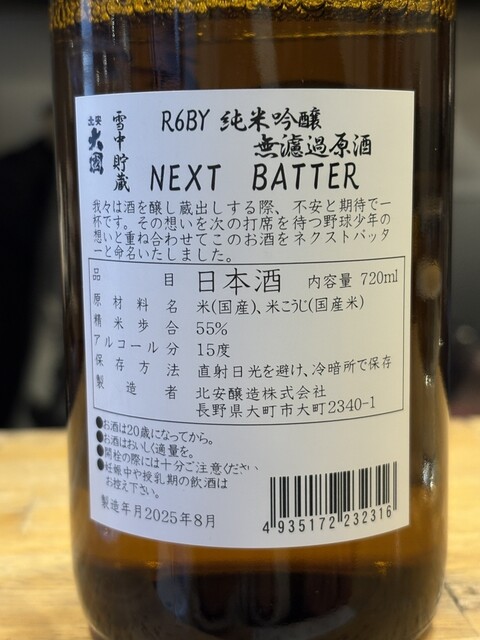 北安
大國
雪中貯蔵
R6BY 純米吟醸
無濾過原酒
NEXT BATTER
我々は酒を醸し蔵出しする際、不安と期待で一
杯です。その想いを次の打席を待つ野球少年の
想いと重ね合わせてこのお酒をネクストバッタ
ーと命名いたしました。
品目 日本酒 内容量 720ml
原材料名 米(国産)、米こうじ(国産米)
精米歩合 55%
アルコール分 15度
保存方法 直射日光を避け、冷暗所で保存
製造者 北安醸造株式会社
長野県大町市大町2340-1
●お酒は20歳になってから。
●お酒はおいしく適量を。
●開栓の際には十分ご注意ください
●妊娠中や授乳期の飲酒は
お控え下さい。
製造年月2025年8月
4 935172 232316